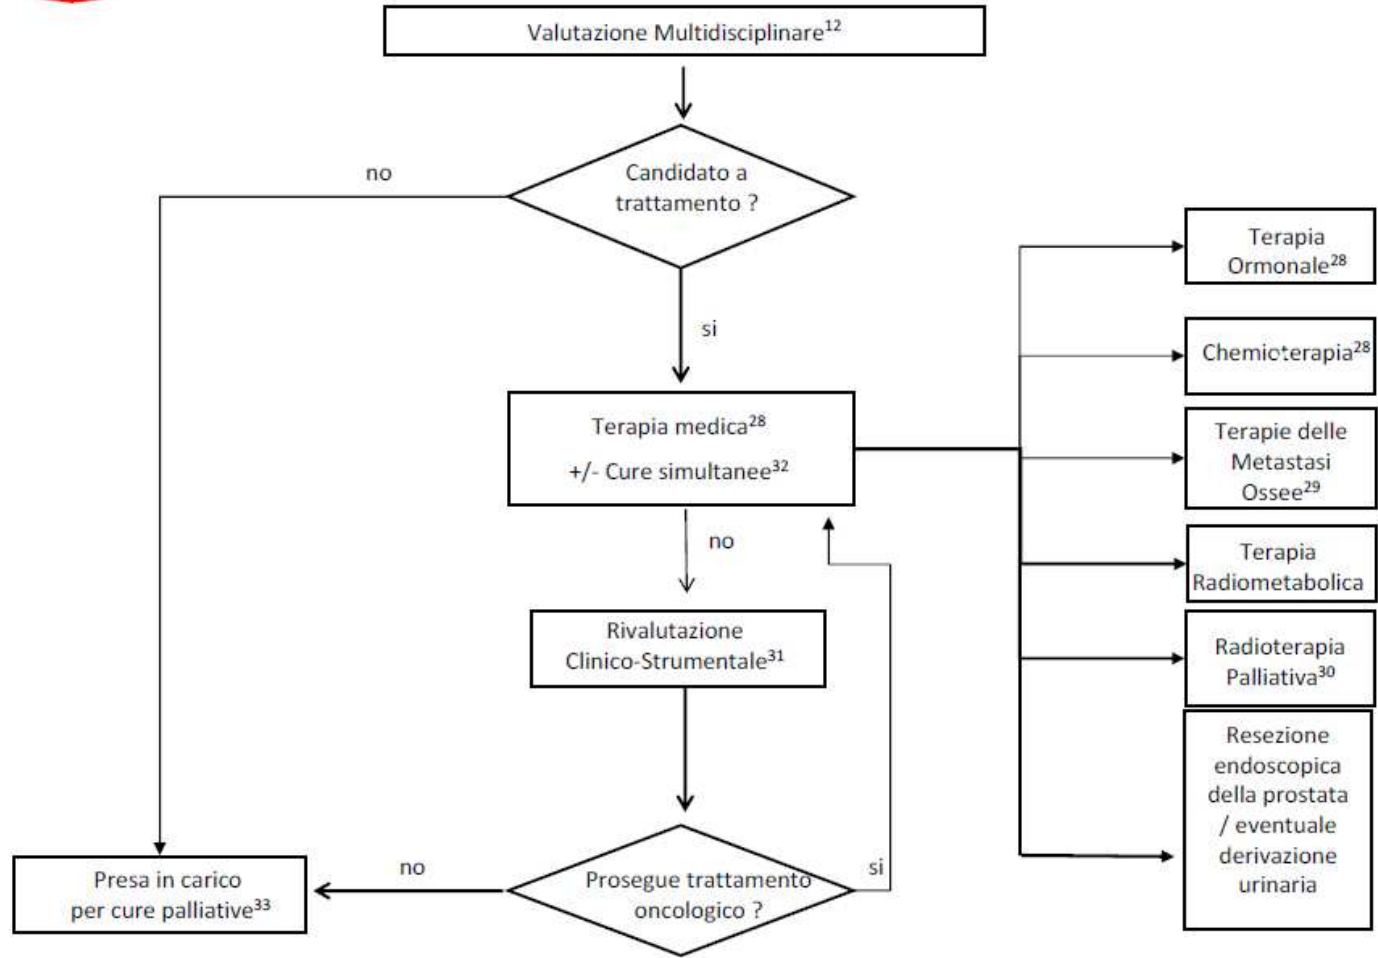 Valutazione Multidisciplinare¹²
Candidato a
trattamento ?
no
si
Terapia medica²⁸
+/- Cure simultanee³²
no
Rivalutazione
Clinico-Strumentale³¹
Prosegue trattamento
oncologico ?
si
no
Presa in carico
per cure palliative³³
Terapia
Ormonale²⁸
Chemioterapia²⁸
Terapie delle
Metastasi
Ossee²⁹
Terapia
Radiometabolica
Radioterapia
Palliativa³⁰
Resezione
endoscopica
della prostata
/ eventuale
derivazione
urinaria